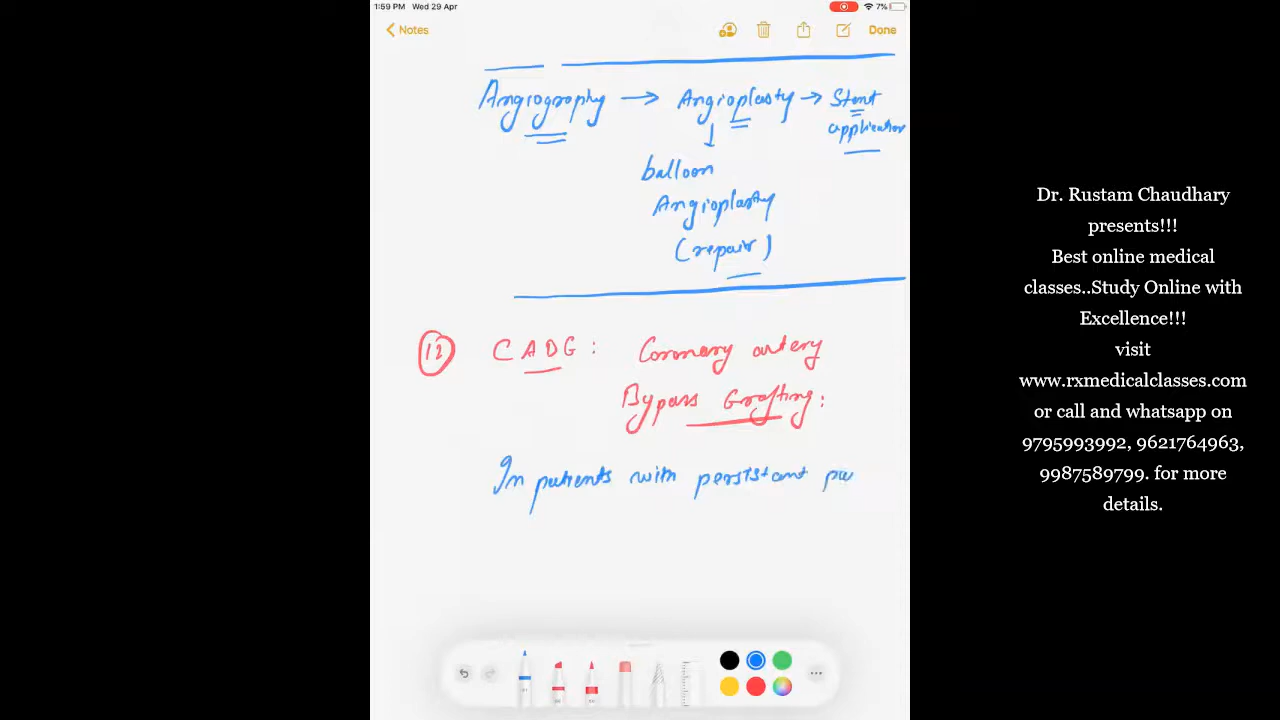 1:59 PM Wed 29 Apr
7%
Notes
Done
Angiography → Angioplasty → Stent
application
↓
balloon
Angioplasty
(repair)
12 CABG : Coronary artery
Bypass Grafting :
In patients with persistant
Dr. Rustam Chaudhary
presents!!!
Best online medical
classes..Study Online with
Excellence!!!
visit
www.rxmedicalclasses.com
or call and whatsapp on
9795993992, 9621764963,
9987589799. for more
details.